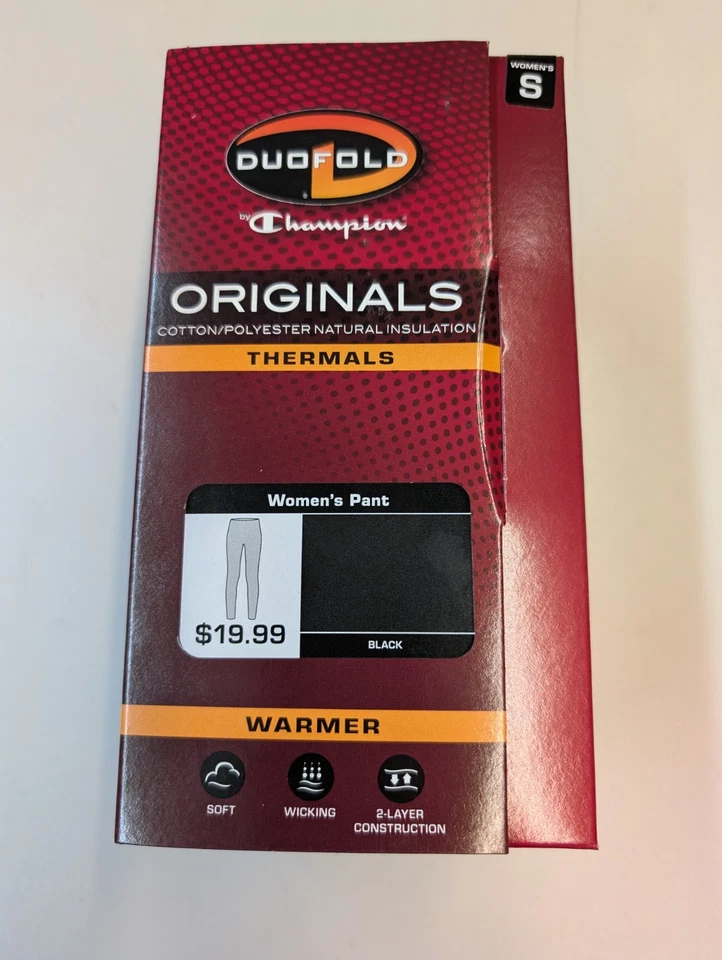 WOMEN'S
S
DUOFOLD
by Champion
ORIGINALS
COTTON/POLYESTER NATURAL INSULATION
THERMALS
Women's Pant
$19.99
BLACK
WARMER
SOFT
WICKING
2-LAYER
CONSTRUCTION